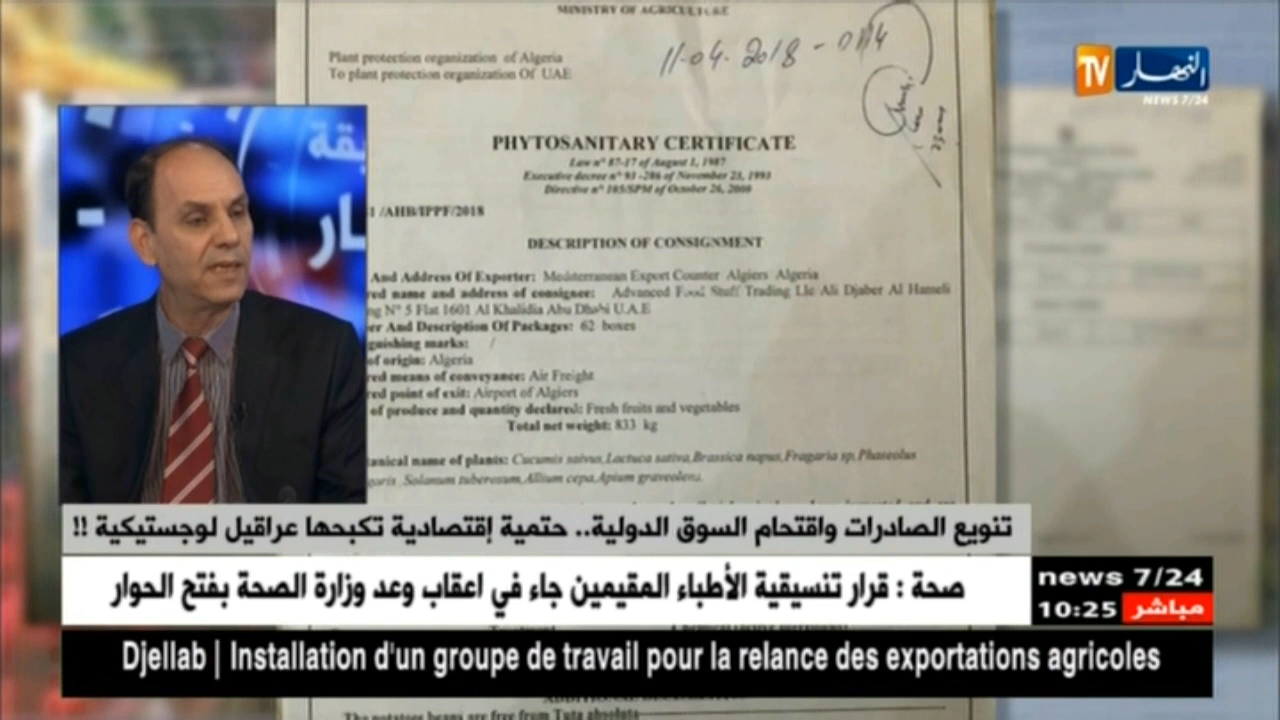 MINISTRY OF AGRICULTURE
Plant protection organization of Algeria
To plant protection organization Of UAE
11-04-2018 - 0114
TV النهار
NEWS 7/24
PHYTOSANITARY CERTIFICATE
Law n° 87-17 of August 1, 1987
Executive decree n° 93 -286 of November 23, 1993
Directive n° 105/SPM of October 26, 2000
/AHB/IPPF/2018
DESCRIPTION OF CONSIGNMENT
And Address Of Exporter: Mediterranean Export Counter Algiers Algeria
name and address of consignee: Advanced Food Stuff Trading Llc Ali Djaber Al Hameli
N° 5 Flat 1601 Al Khalidia Abu Dhabi U.A.E
And Description Of Packages: 62 boxes
marks: /
of origin: Algeria
means of conveyance: Air Freight
point of exit: Airport of Algiers
of produce and quantity declared: Fresh fruits and vegetables
Total net weight: 833 kg
name of plants: Cucumis sativus, Lactuca sativa, Brassica napus, Fragaria sp, Phaseolus
Solanum tuberosum, Allium cepa, Apium graveolens.
تنويع الصادرات واقتحام السوق الدولية.. حتمية إقتصادية تكبحها عراقيل لوجستيكية !!
صحة : قرار تنسيقية الأطباء المقيمين جاء في اعقاب وعد وزارة الصحة بفتح الحوار
news 7/24
10:25 مباشر
Djellab | Installation d'un groupe de travail pour la relance des exportations agricoles
The potatoes beans are free from Tuta absoluta